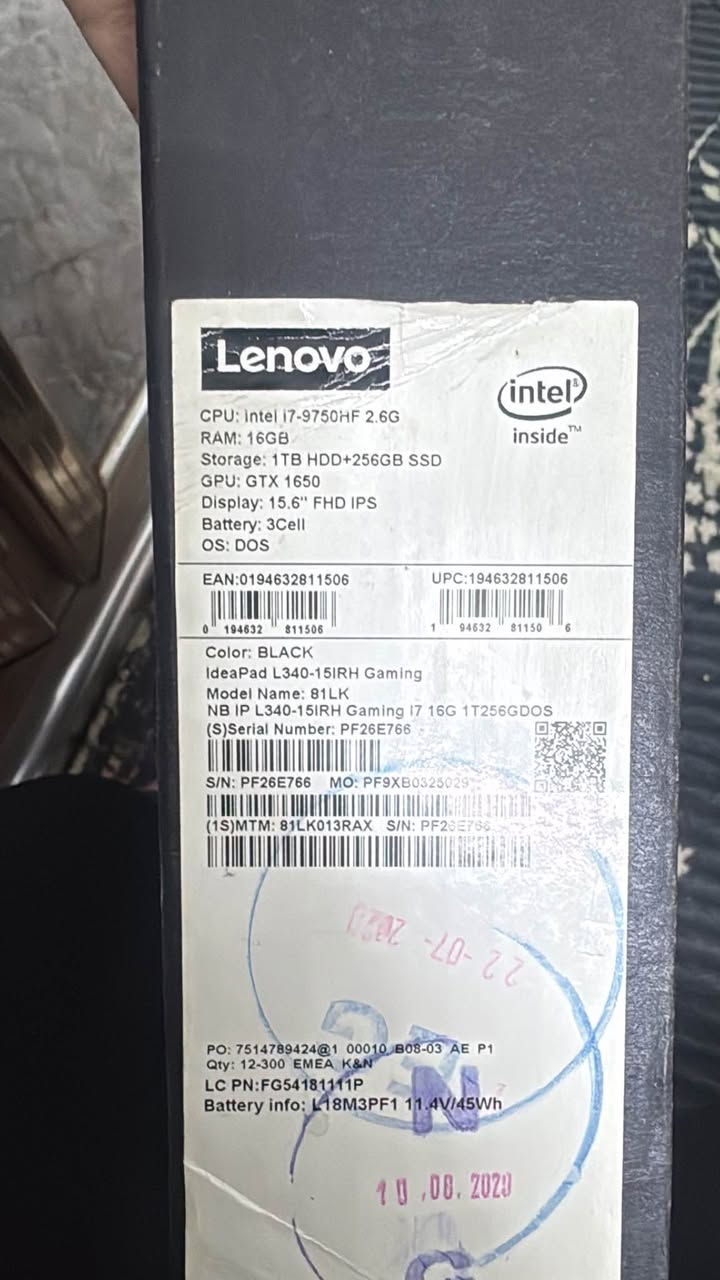 Lenovo
intel
inside™
CPU: Intel i7-9750HF 2.6G
RAM: 16GB
Storage: 1TB HDD+256GB SSD
GPU: GTX 1650
Display: 15.6" FHD IPS
Battery: 3Cell
OS: DOS
EAN:0194632811506 UPC:194632811506
0 194632 811506 1 94632 81150 6
Color: BLACK
IdeaPad L340-15IRH Gaming
Model Name: 81LK
NB IP L340-15IRH Gaming I7 16G 1T256GDOS
(S)Serial Number: PF26E766
S/N: PF26E766 MO: PF9XB0325029
(1S)MTM: 81LK013RAX S/N: PF26E766
22-07-2020
PO: 7514789424@1 00010 B08-03 AE P1
Qty: 12-300 EMEA K&N
LC PN:FG54181111P
N
Battery info: L18M3PF1 11.4V/45Wh
10.08.2020